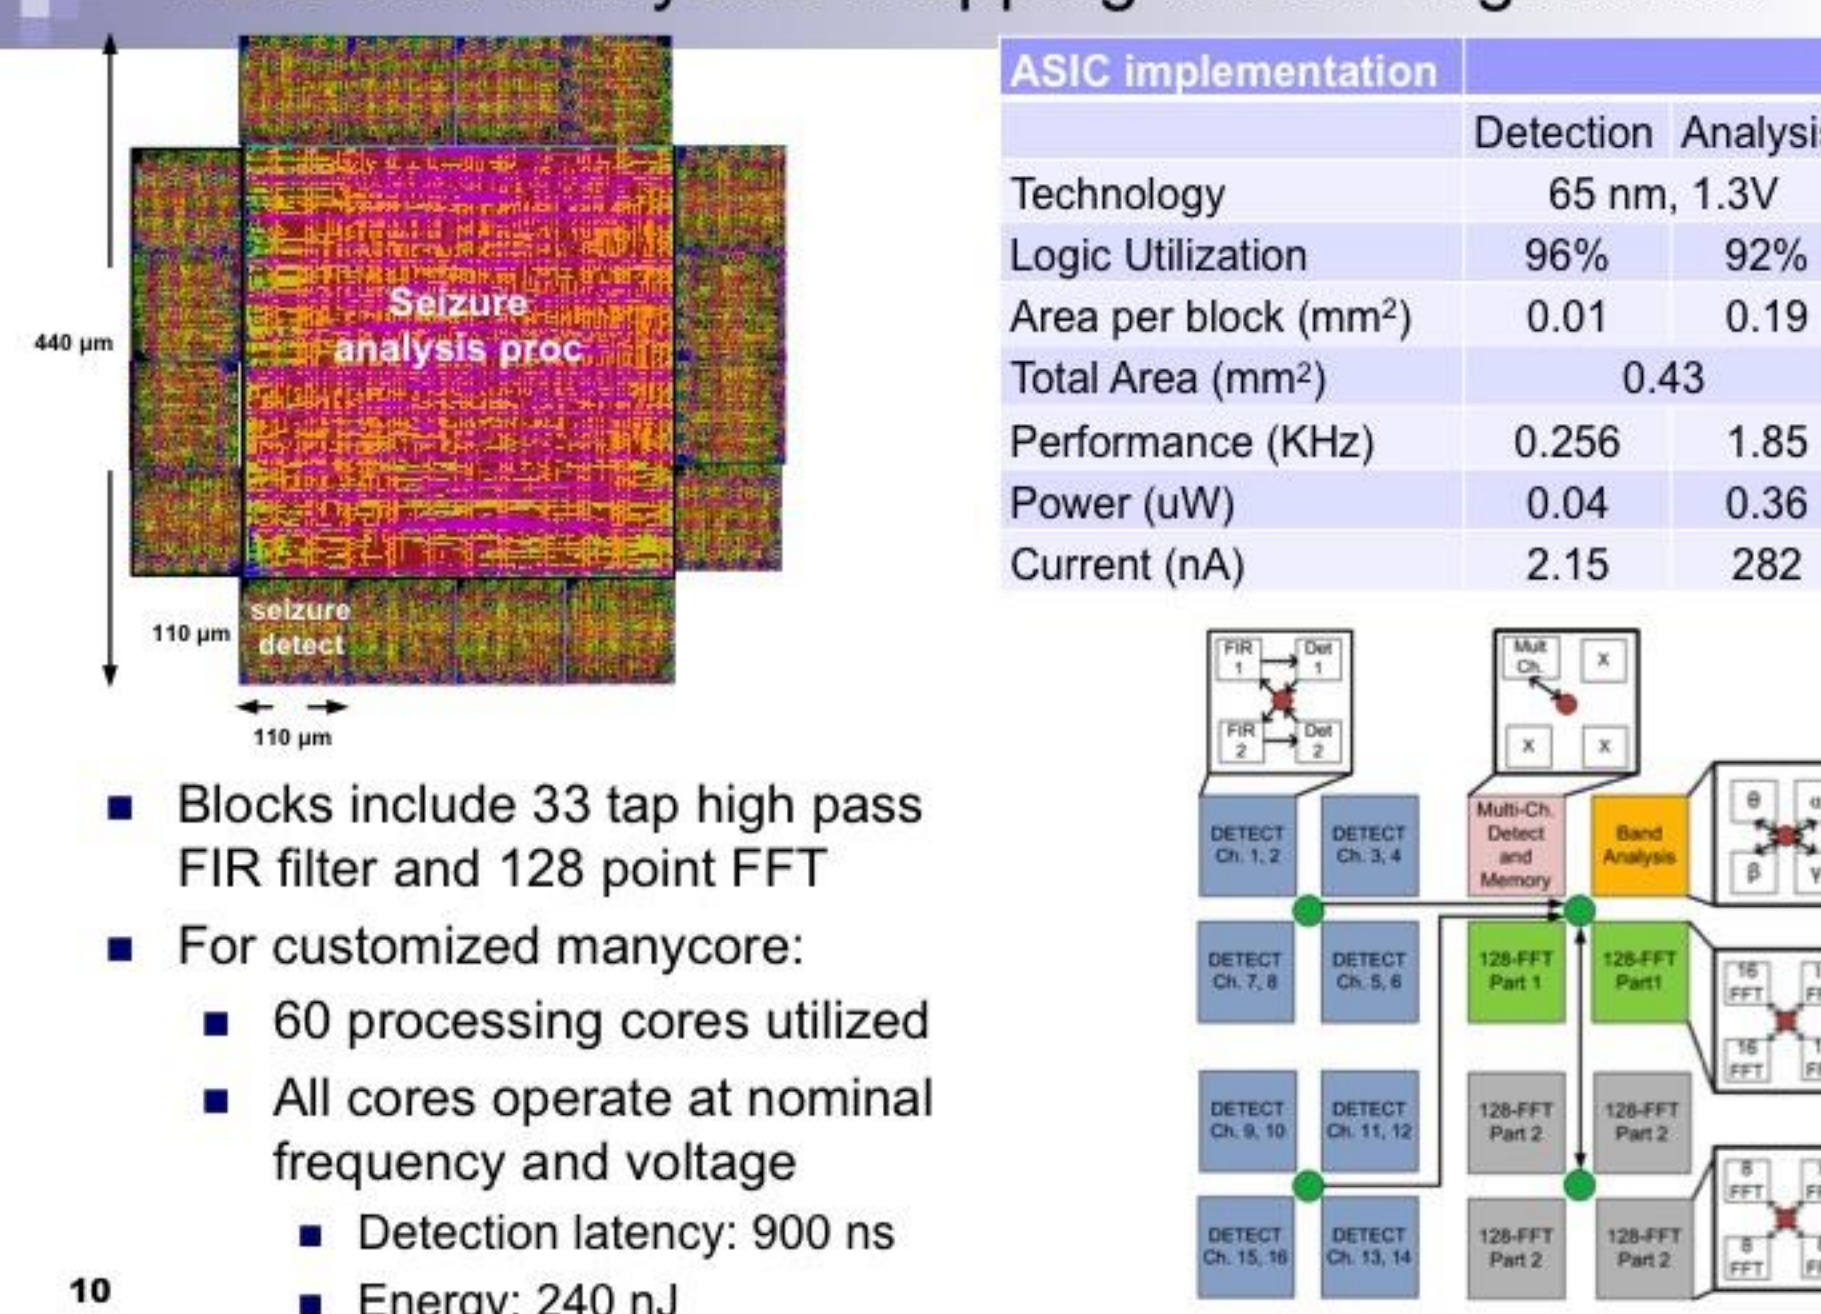 ASIC implementation
Detection Analysis
Technology 65 nm, 1.3V
Logic Utilization 96% 92%
Area per block (mm²) 0.01 0.19
Total Area (mm²) 0.43
Performance (KHz) 0.256 1.85
Power (uW) 0.04 0.36
Current (nA) 2.15 282
Seizure
analysis proc
440 µm
seizure
detect
110 µm
110 µm
Blocks include 33 tap high pass
FIR filter and 128 point FFT
For customized manycore:
60 processing cores utilized
All cores operate at nominal
frequency and voltage
Detection latency: 900 ns
Energy: 240 nJ
10
FIR
1
Det
1
FIR
2
Det
2
Mult
Ch.
X
X
X
DETECT
Ch. 1, 2
DETECT
Ch. 3, 4
Multi-Ch.
Detect
and
Memory
Band
Analysis
θ
α
β
γ
DETECT
Ch. 7, 8
DETECT
Ch. 5, 6
128-FFT
Part 1
128-FFT
Part1
16
FFT
16
FFT
DETECT
Ch. 9, 10
DETECT
Ch. 11, 12
128-FFT
Part 2
128-FFT
Part 2
8
FFT
8
FFT
DETECT
Ch. 15, 16
DETECT
Ch. 13, 14
128-FFT
Part 2
128-FFT
Part 2